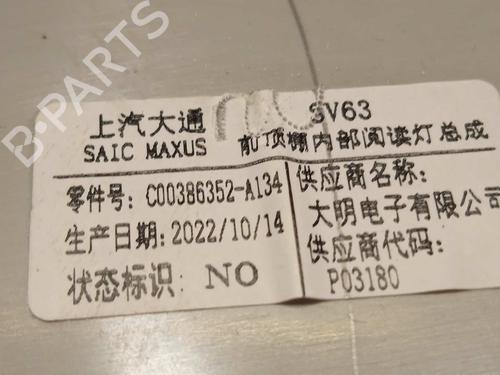 B-PARTS
上汽大通
SAIC MAXUS
SV63
前顶棚内部阅读灯 总成
零件号: C00386352-A134
生产日期: 2022/10/14
状态标识: NO
供应商名称:
大明电子有限公司
供应商代码:
P03180